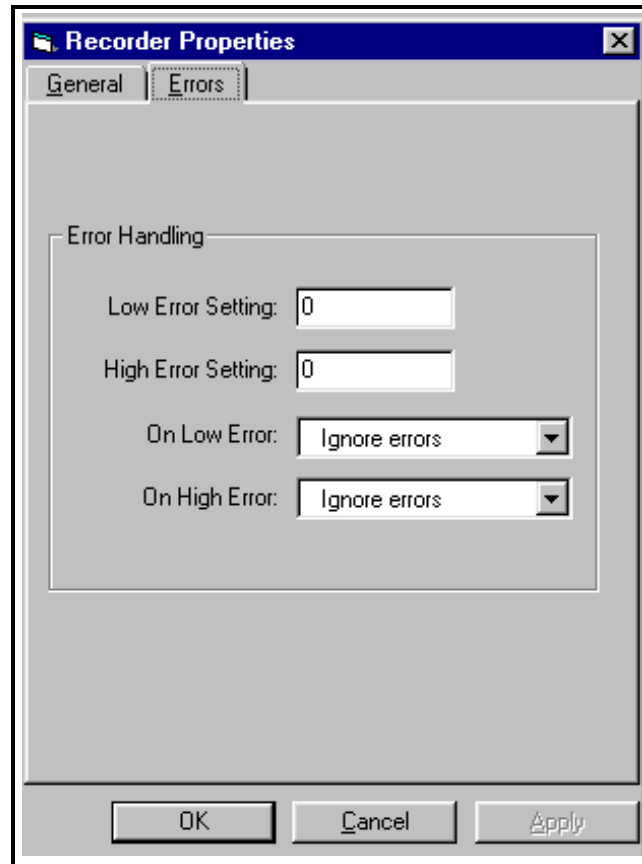 Recorder Properties
General Errors
Error Handling
Low Error Setting: 0
High Error Setting: 0
On Low Error: Ignore errors
On High Error: Ignore errors
OK Cancel Apply